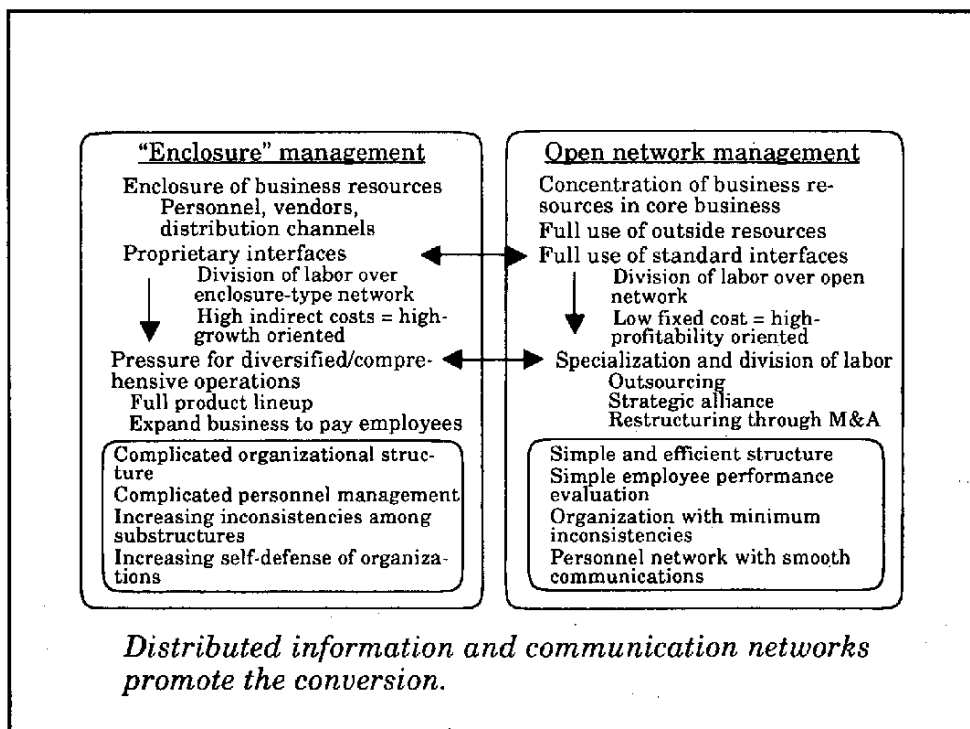 "Enclosure" management
Enclosure of business resources
Personnel, vendors,
distribution channels
Proprietary interfaces
Division of labor over
enclosure-type network
High indirect costs = high-
growth oriented
Pressure for diversified/compre-
hensive operations
Full product lineup
Expand business to pay employees
Complicated organizational struc-
ture
Complicated personnel management
Increasing inconsistencies among
substructures
Increasing self-defense of organiza-
tions
Open network management
Concentration of business re-
sources in core business
Full use of outside resources
Full use of standard interfaces
Division of labor over open
network
Low fixed cost = high-
profitability oriented
Specialization and division of labor
Outsourcing
Strategic alliance
Restructuring through M&A
Simple and efficient structure
Simple employee performance
evaluation
Organization with minimum
inconsistencies
Personnel network with smooth
communications
Distributed information and communication networks
promote the conversion.